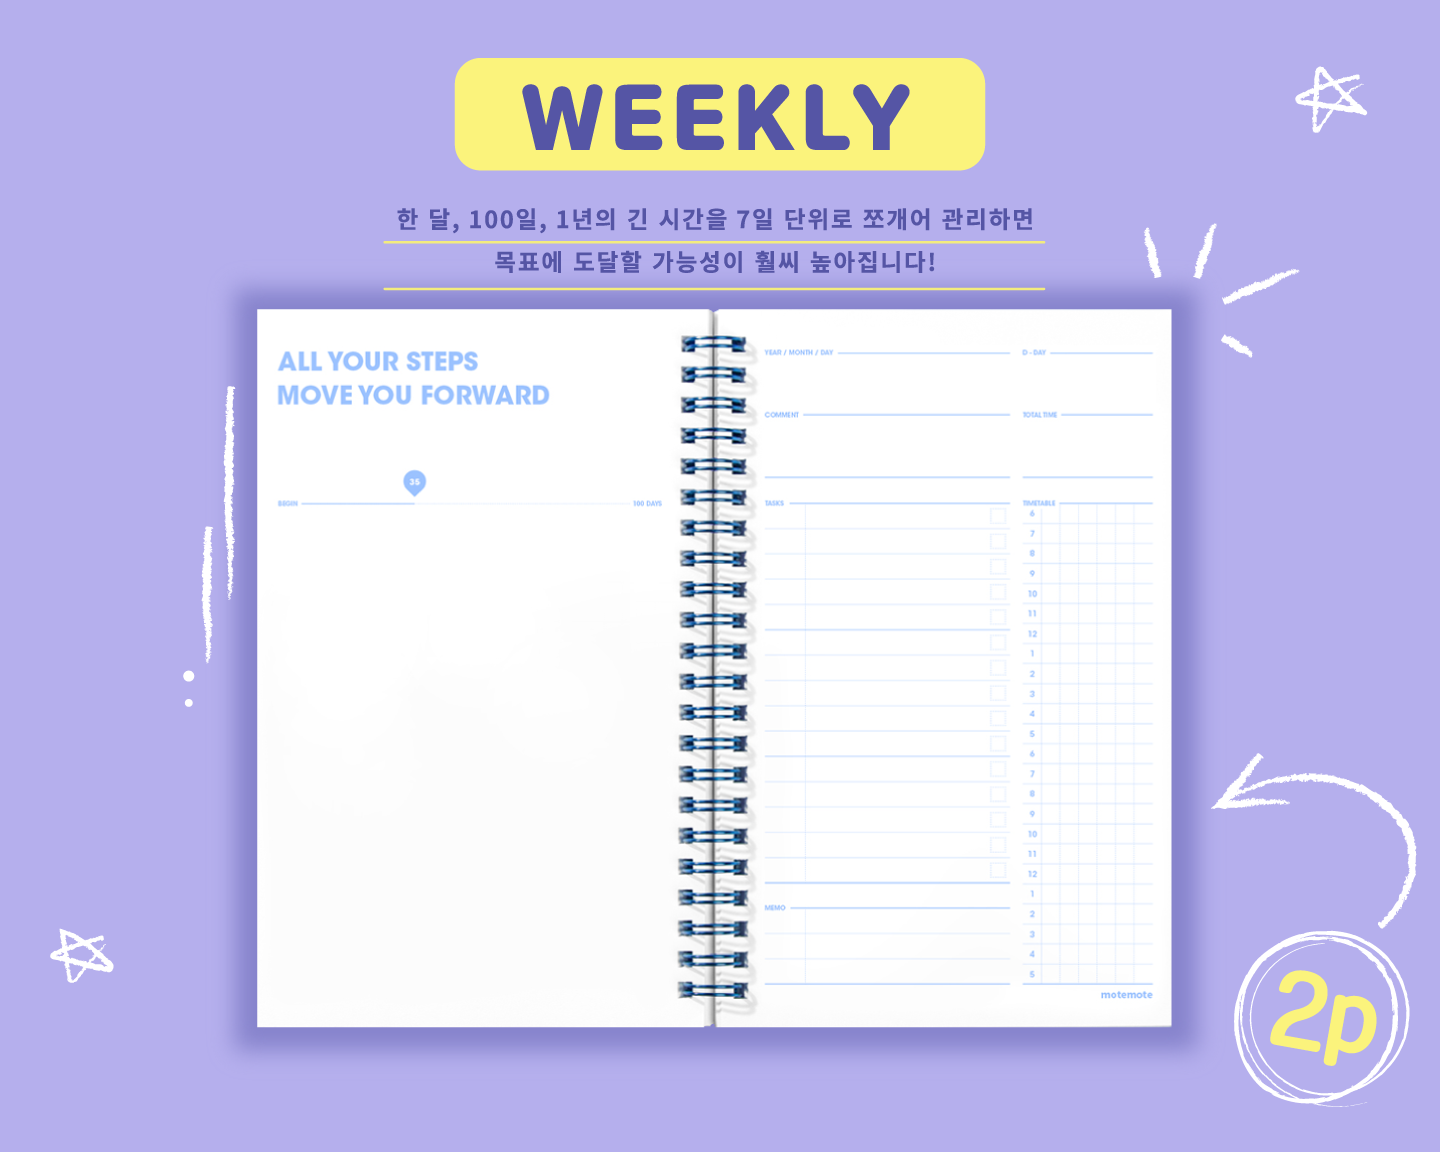 WEEKLY
한 달, 100일, 1년의 긴 시간을 7일 단위로 쪼개어 관리하면
목표에 도달할 가능성이 훨씨 높아집니다!
ALL YOUR STEPS
MOVE YOU FORWARD
35
BEGIN
100 DAYS
YEAR / MONTH / DAY
D - DAY
COMMENT
TOTAL TIME
TASKS
TIMETABLE
6
7
8
9
10
11
12
1
2
3
4
5
6
7
8
9
10
11
12
1
2
3
4
5
MEMO
motemote
2p